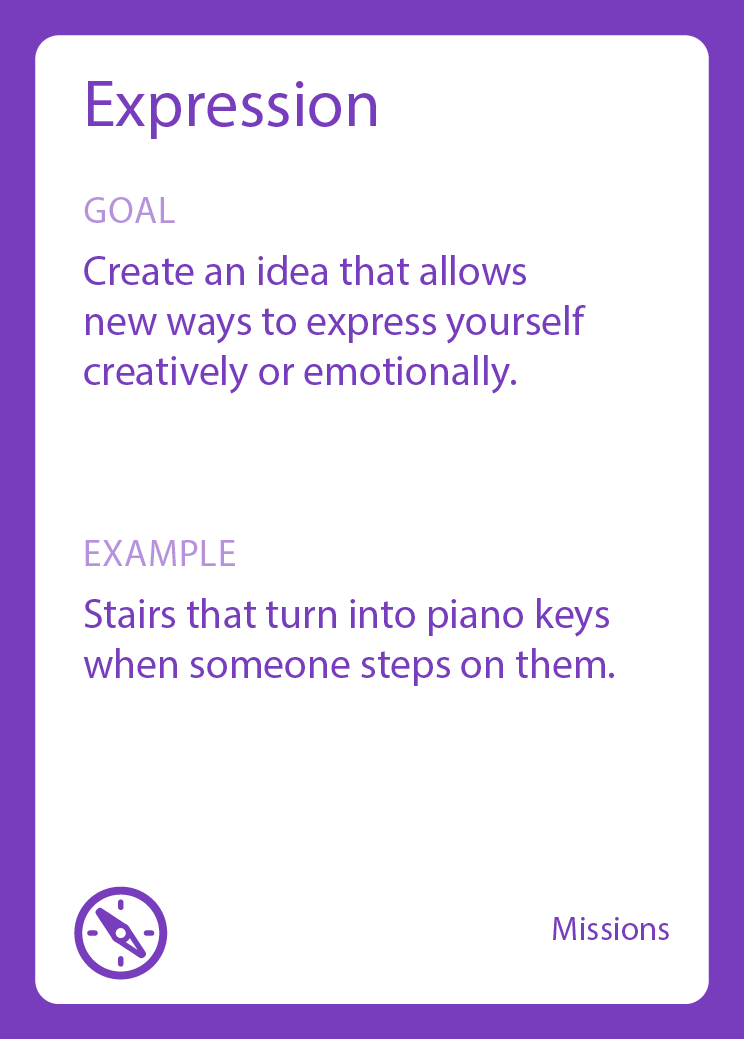 Expression
GOAL
Create an idea that allows
new ways to express yourself
creatively or emotionally.
EXAMPLE
Stairs that turn into piano keys
when someone steps on them.
Missions